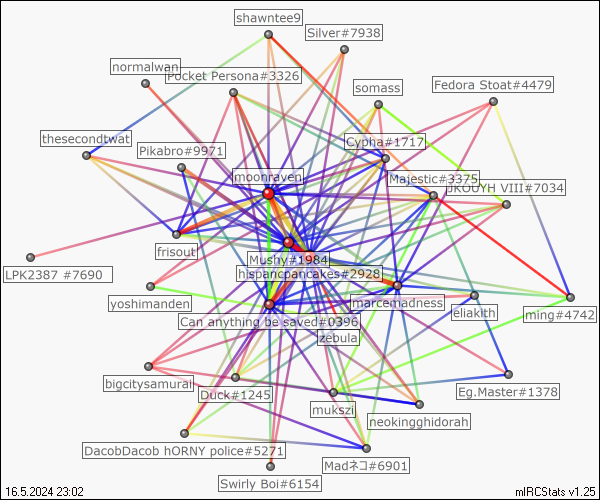 shawntee9
Silver#7938
normalwan
Pocket Persona#3326
somass
Fedora Stoat#4479
thesecondtwat
Pikabro#9971
Cypha#1717
moonraven
Majestic#3375
JKOUYH VIII#7034
frisout
Mushy#1984
LPK2387 #7690
hispanicpancakes#2928
yoshimanden
marcemadness
eliakith
ming#4742
Can anything be saved#0396
zebula
bigcitysamurai
Duck#1245
Eg.Master#1378
mukszi
neokingghidorah
DacobDacob hORNY police#5271
Madネコ#6901
Swirly Boi#6154
16.5.2024 23:02
mIRCStats v1.25